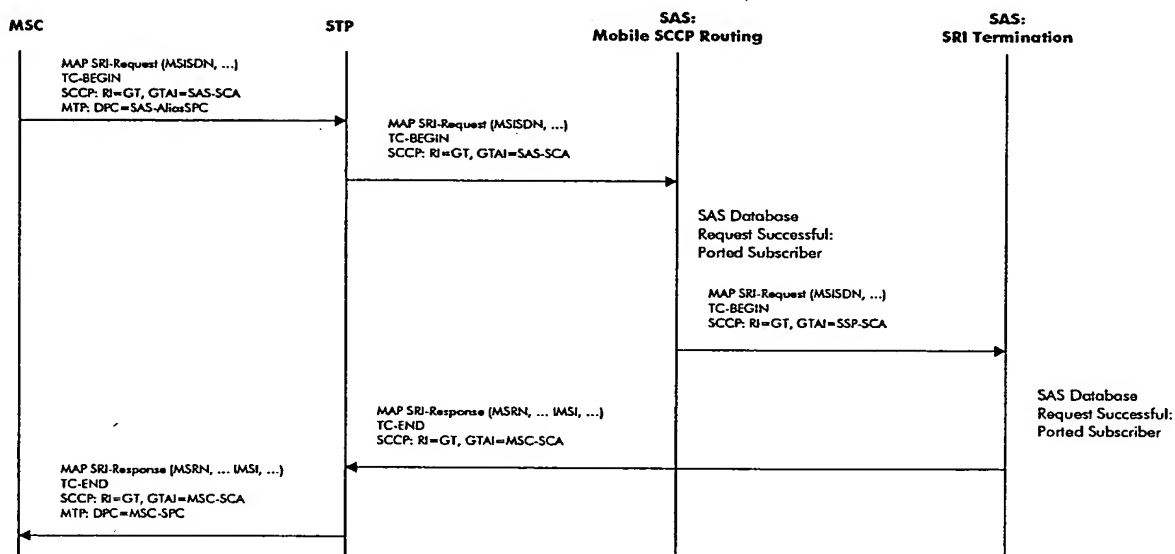 MSC
STP
SAS:
Mobile SCCP Routing
SAS:
SRI Termination
MAP SRI-Request (MSISDN, ...)
TC-BEGIN
SCCP: RI=GT, GTAI=SAS-SCA
MTP: DPC=SAS-AliasSPC
MAP SRI-Request (MSISDN, ...)
TC-BEGIN
SCCP: RI=GT, GTAI=SAS-SCA
SAS Database
Request Successful:
Ported Subscriber
MAP SRI-Request (MSISDN, ...)
TC-BEGIN
SCCP: RI=GT, GTAI=SSP-SCA
SAS Database
Request Successful:
Ported Subscriber
MAP SRI-Response (MSRN, ... IMSI, ...)
TC-END
SCCP: RI=GT, GTAI=MSC-SCA
MAP SRI-Response (MSRN, ... IMSI, ...)
TC-END
SCCP: RI=GT, GTAI=MSC-SCA
MTP: DPC=MSC-SPC